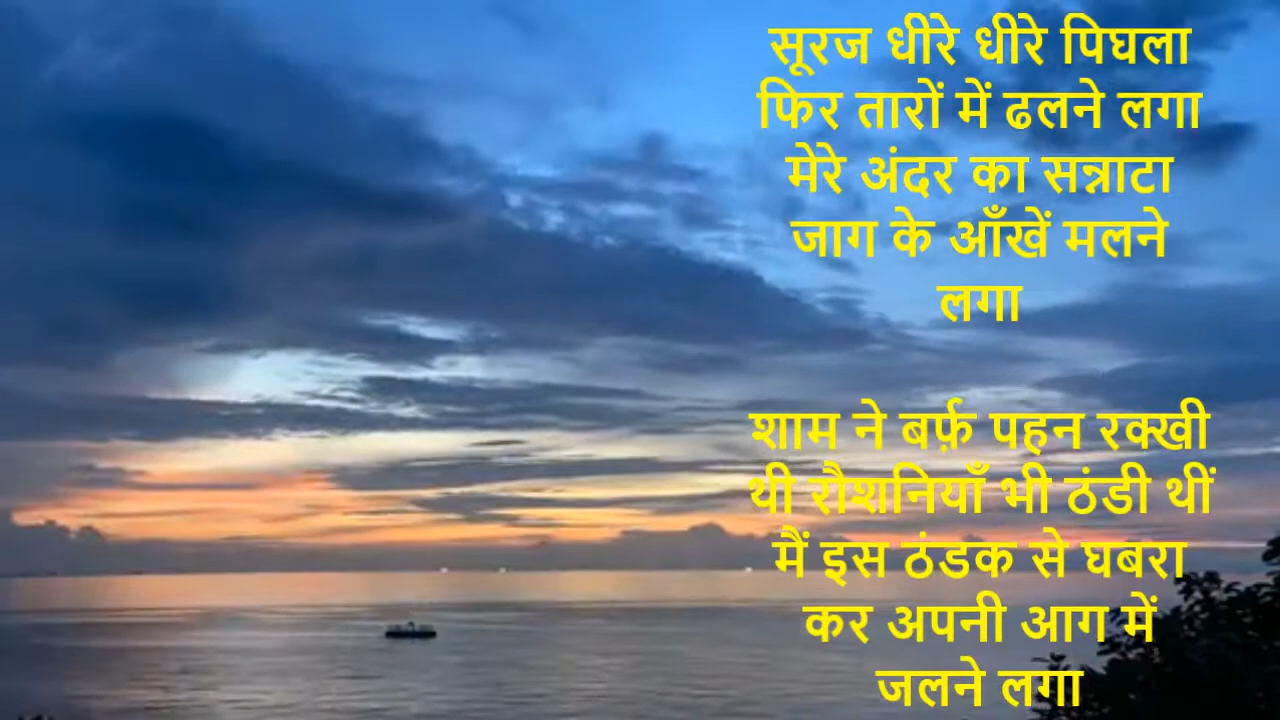 सूरज धीरे धीरे पिघला
फिर तारों में ढलने लगा
मेरे अंदर का सन्नाटा
जाग के आँखें मलने
लगा
शाम ने बर्फ़ पहन रक्खी
थी रौशनियाँ भी ठंडी थीं
मैं इस ठंडक से घबरा
कर अपनी आग में
जलने लगा